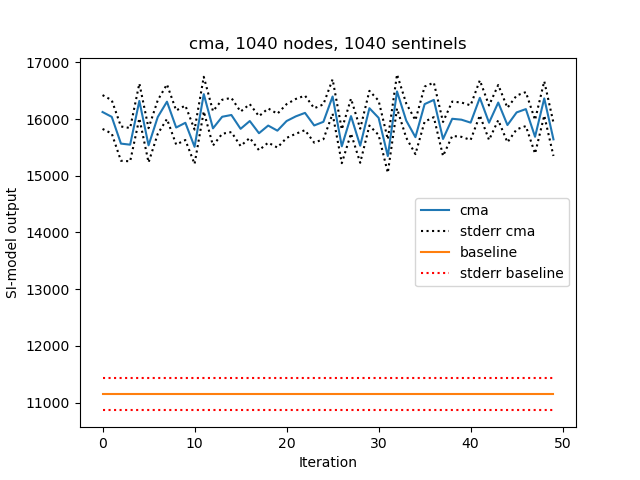 cma, 1040 nodes, 1040 sentinels
17000
16000
15000
14000
13000
12000
11000
SI-model output
cma
stderr cma
baseline
stderr baseline
0 10 20 30 40 50
Iteration